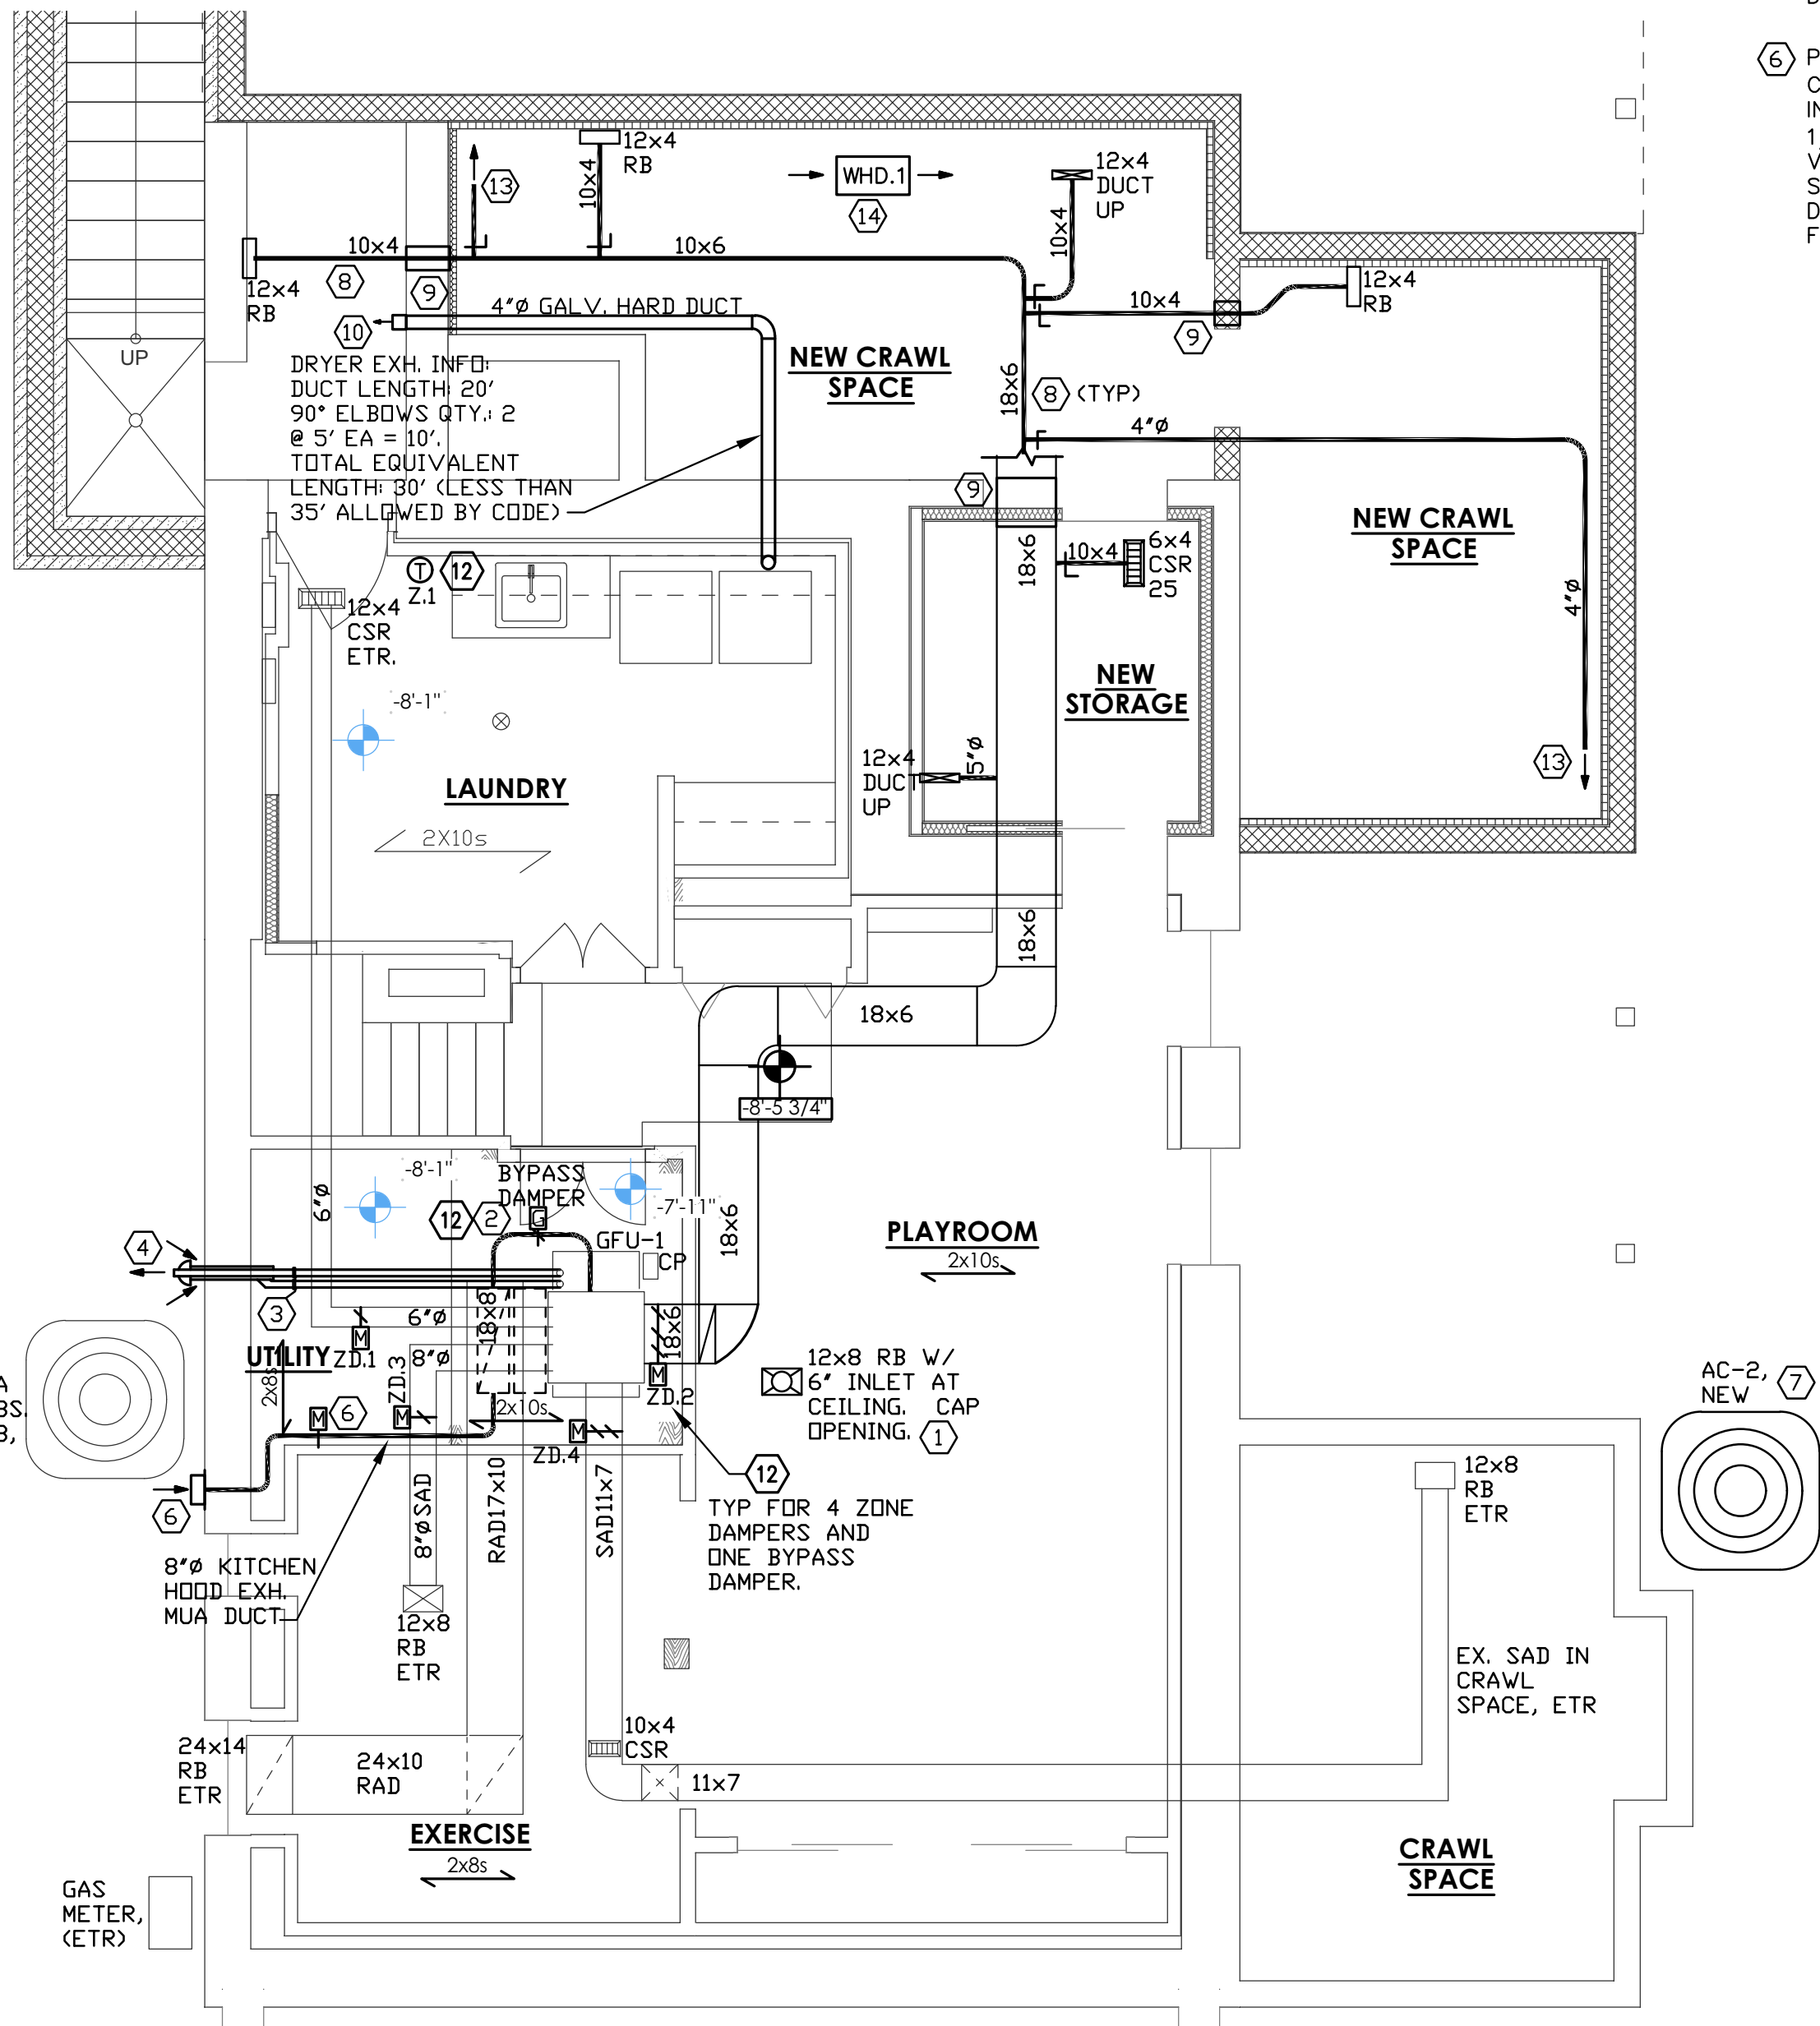 6
12x4
RB
13
10x4
WHD.1
14
12x4
DUCT
UP
10x4
10x4
10x6
8
9
12x4
RB
10
4"Ø GALV. HARD DUCT
10x4
9
12x4
RB
UP
DRYER EXH. INFO:
DUCT LENGTH: 20'
90° ELBOWS QTY.: 2
@ 5' EA = 10'.
TOTAL EQUIVALENT
LENGTH: 30' (LESS THAN
35' ALLOWED BY CODE)
NEW CRAWL
SPACE
18x6
8 (TYP)
4"Ø
9
NEW CRAWL
SPACE
T
Z.1
12
18x6
10x4
6x4
CSR
25
4"Ø
12x4
CSR
ETR.
-8'-1"
NEW
STORAGE
LAUNDRY
2X10s
12x4
DUCT
UP
5"Ø
13
18x6
18x6
-8'-5 3/4"
-8'-1"
BYPASS
DAMPER
12
2
G
-7'-11"
6"Ø
18x6
PLAYROOM
2x10s
GFU-1
CP
4
3
18x8
6"Ø
18x6
M
ZD.1
UTILITY
2x8s
ZD.3
8"Ø
M
ZD.2
12x8 RB W/
6" INLET AT
CEILING. CAP
OPENING.
1
AC-2,
NEW
7
M
6
M
2x10s
M
ZD.4
12
TYP FOR 4 ZONE
DAMPERS AND
ONE BYPASS
DAMPER.
6
8"ØSAD
RAD17x10
SAD11x7
12x8
RB
ETR
8"Ø KITCHEN
HOOD EXH.
MUA DUCT
12x8
RB
ETR
EX. SAD IN
CRAWL
SPACE, ETR
24x14
RB
ETR
24x10
RAD
10x4
CSR
11x7
EXERCISE
2x8s
CRAWL
SPACE
GAS
METER,
(ETR)